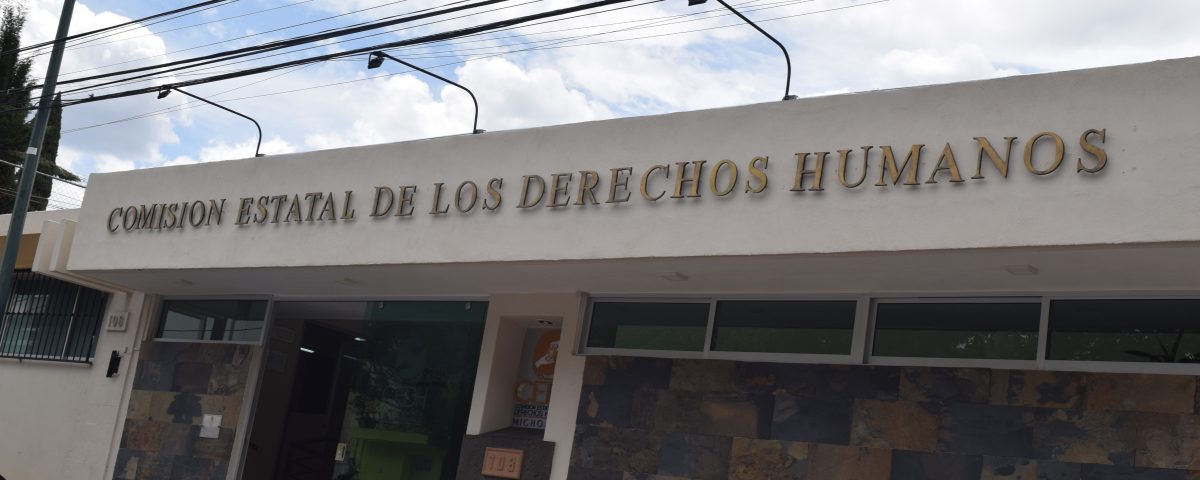 COMISION ESTATAL DE LOS DERECHOS HUMANOS
108
108